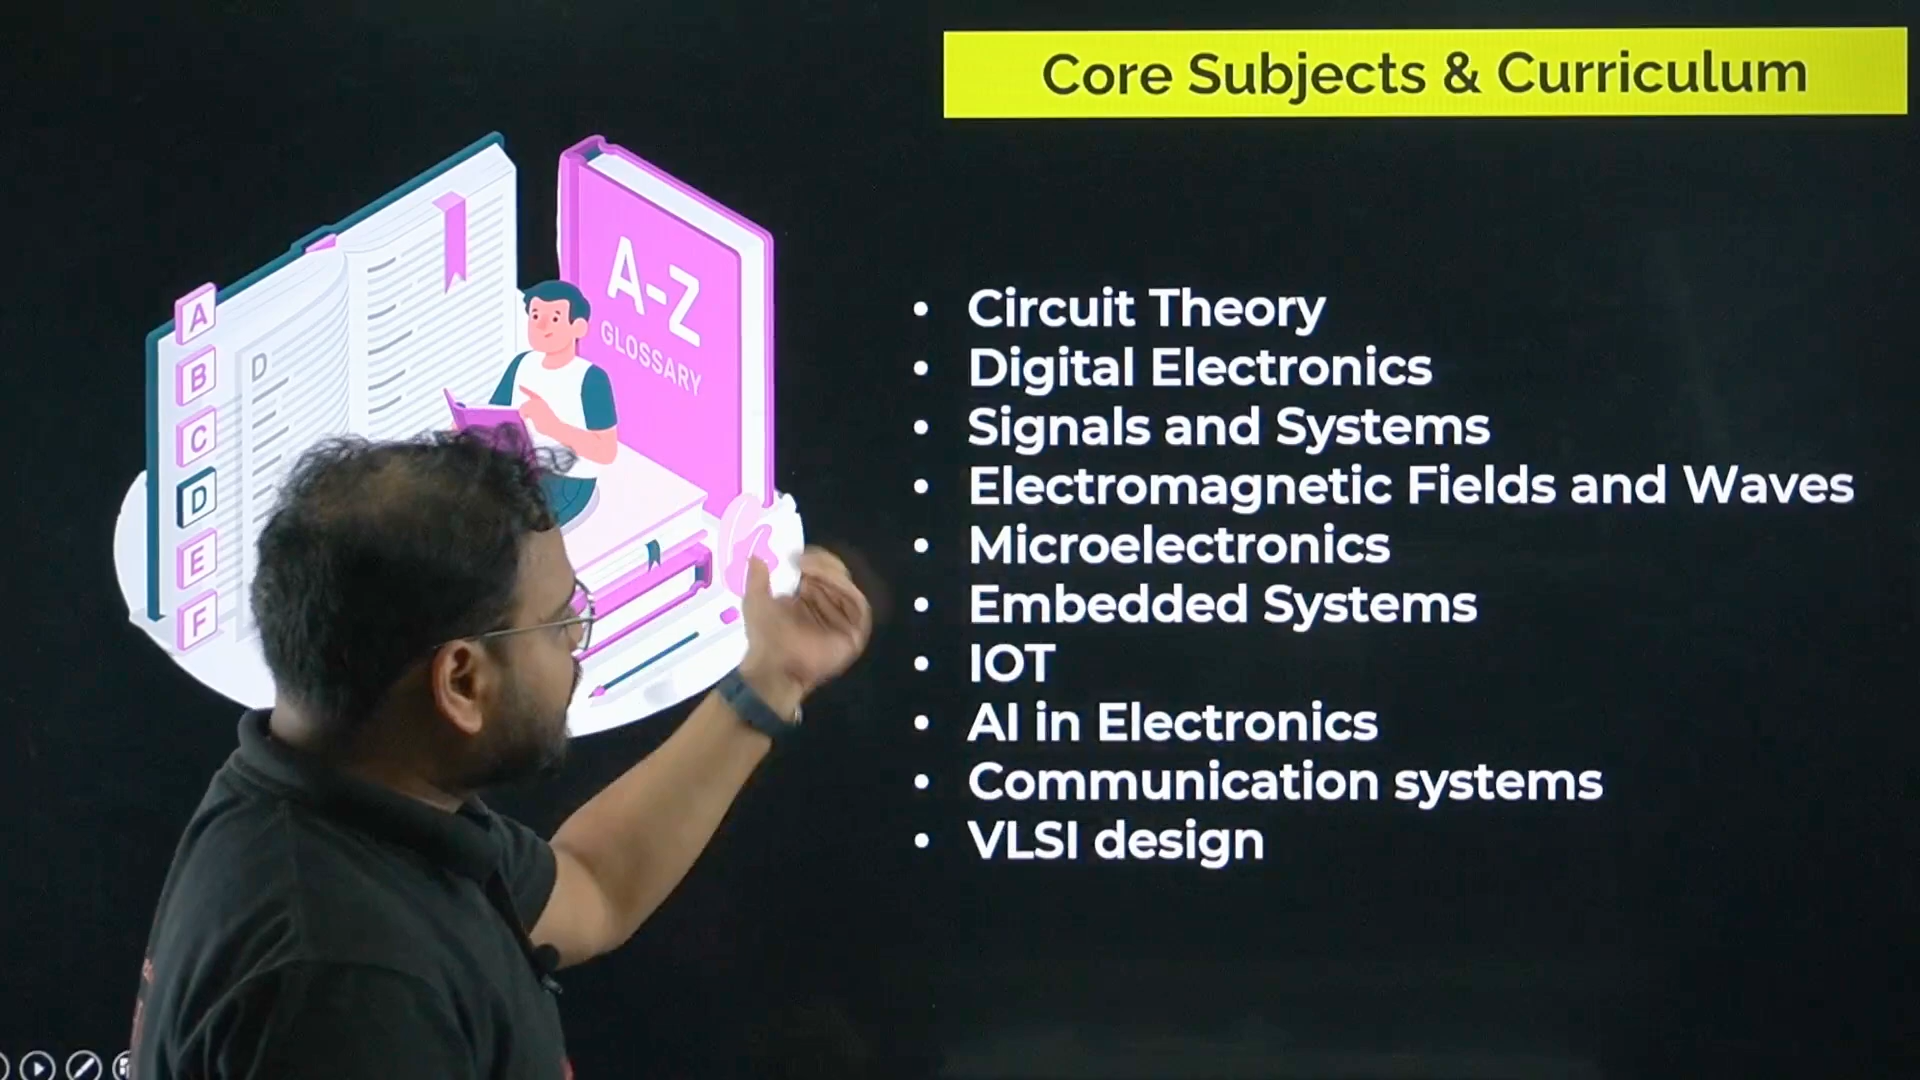 Core Subjects & Curriculum
A-Z
GLOSSARY
A
B
C
D
E
F
D
• Circuit Theory
• Digital Electronics
• Signals and Systems
• Electromagnetic Fields and Waves
• Microelectronics
• Embedded Systems
• IOT
• AI in Electronics
• Communication systems
• VLSI design